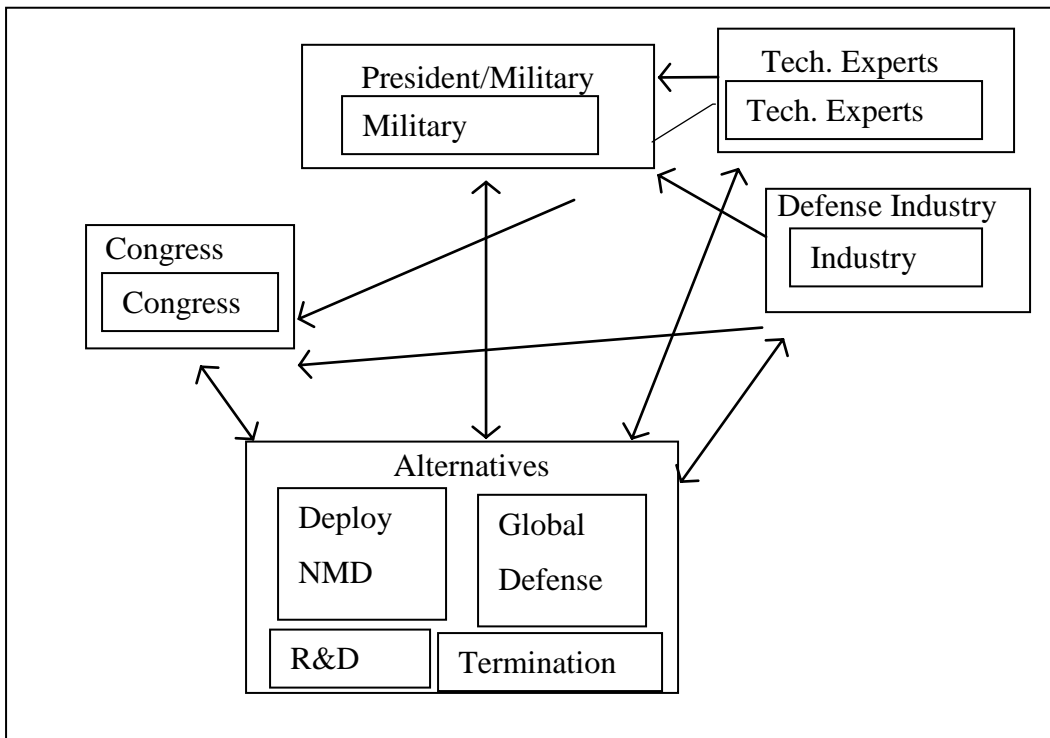 President/Military
Military
Tech. Experts
Tech. Experts
Defense Industry
Industry
Congress
Congress
Alternatives
Deploy
NMD
Global
Defense
R&D
Termination